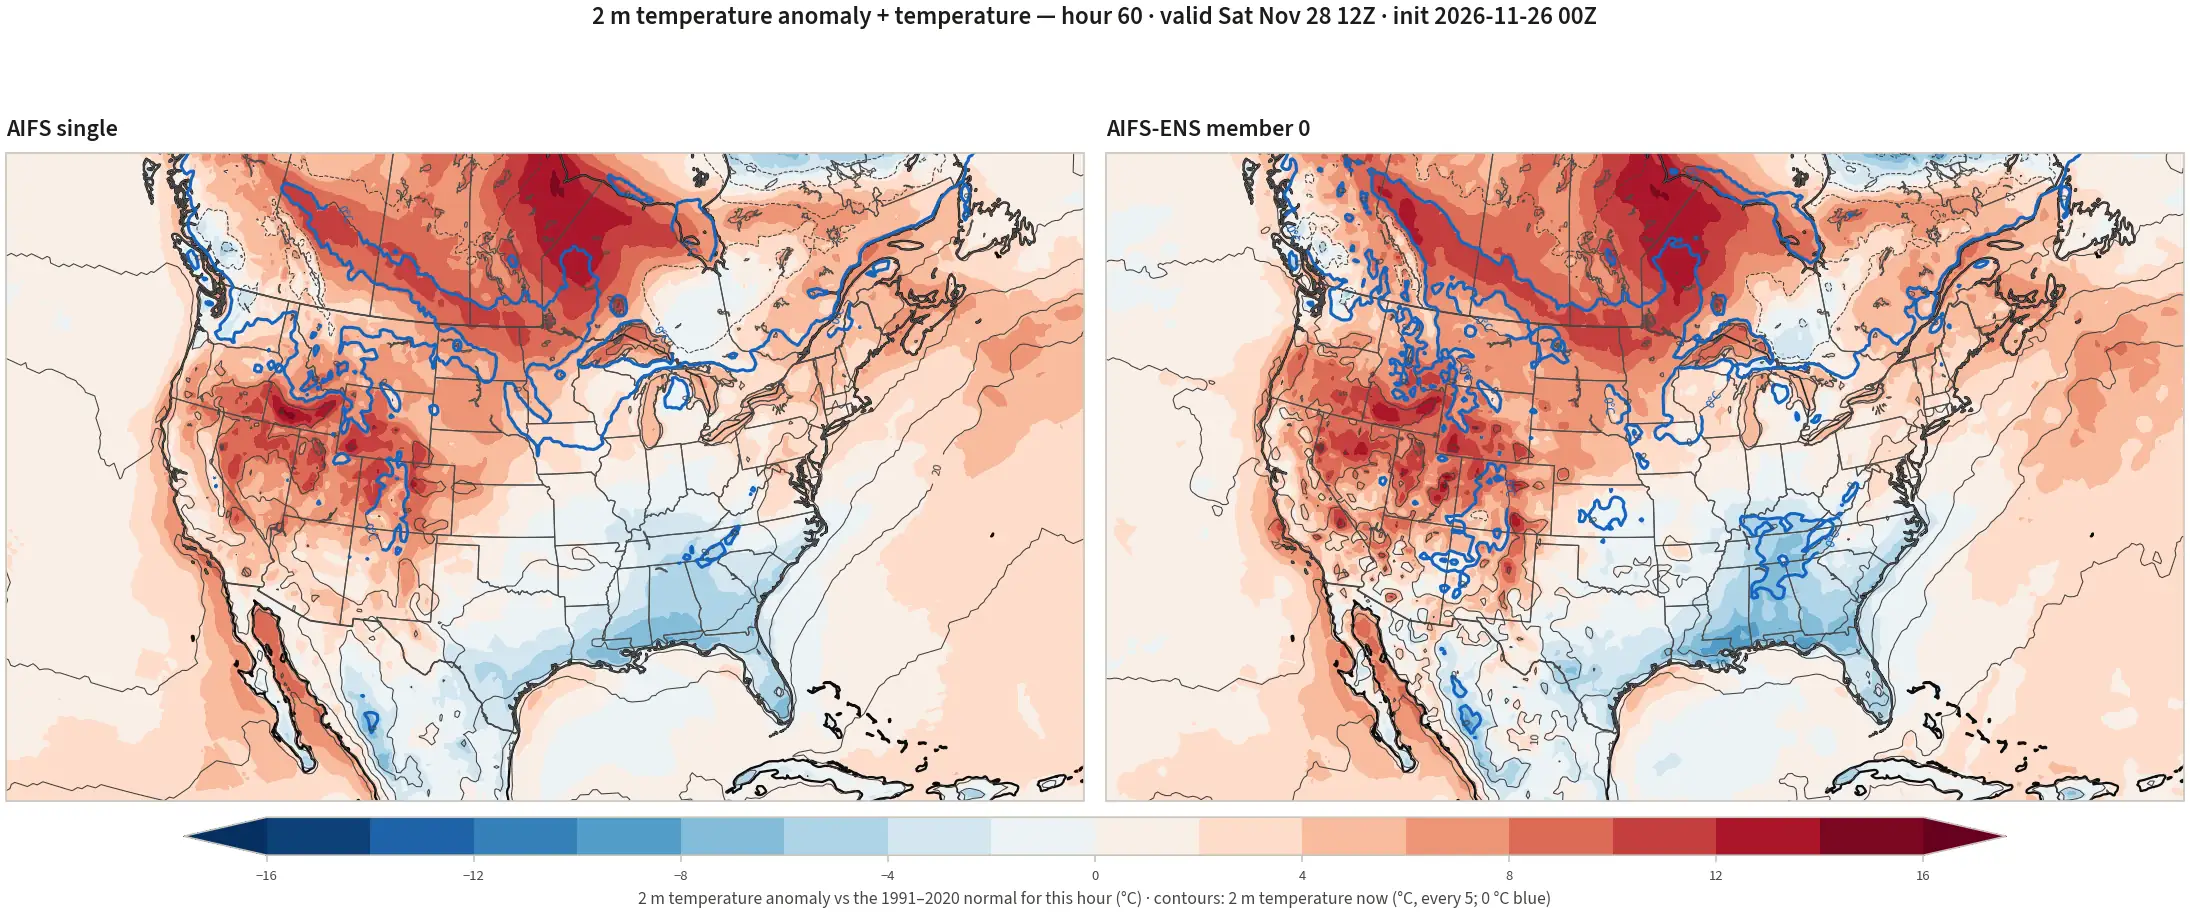 2 m temperature anomaly + temperature — hour 60 · valid Sat Nov 28 12Z · init 2026-11-26 00Z
AIFS single
AIFS-ENS member 0
20
10
0°C
−16 −12 −8 −4 0 4 8 12 16
2 m temperature anomaly vs the 1991–2020 normal for this hour (°C) · contours: 2 m temperature now (°C, every 5; 0 °C blue)